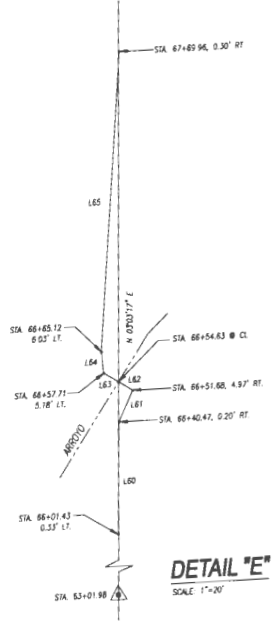 STA. 67+69.96, 0.30' RT.
L65
N 03°03'17" E
STA. 66+65.12
6.03' LT.
STA. 66+54.63 @ CL
L64
L63
L62
STA. 66+57.71
5.18' LT.
STA. 66+51.68, 4.97' RT.
L61
STA. 66+40.47, 0.20' RT.
ARROYO
L60
STA. 66+01.43
0.33' LT.
DETAIL "E"
SCALE: 1"=20'
STA. 63+01.98